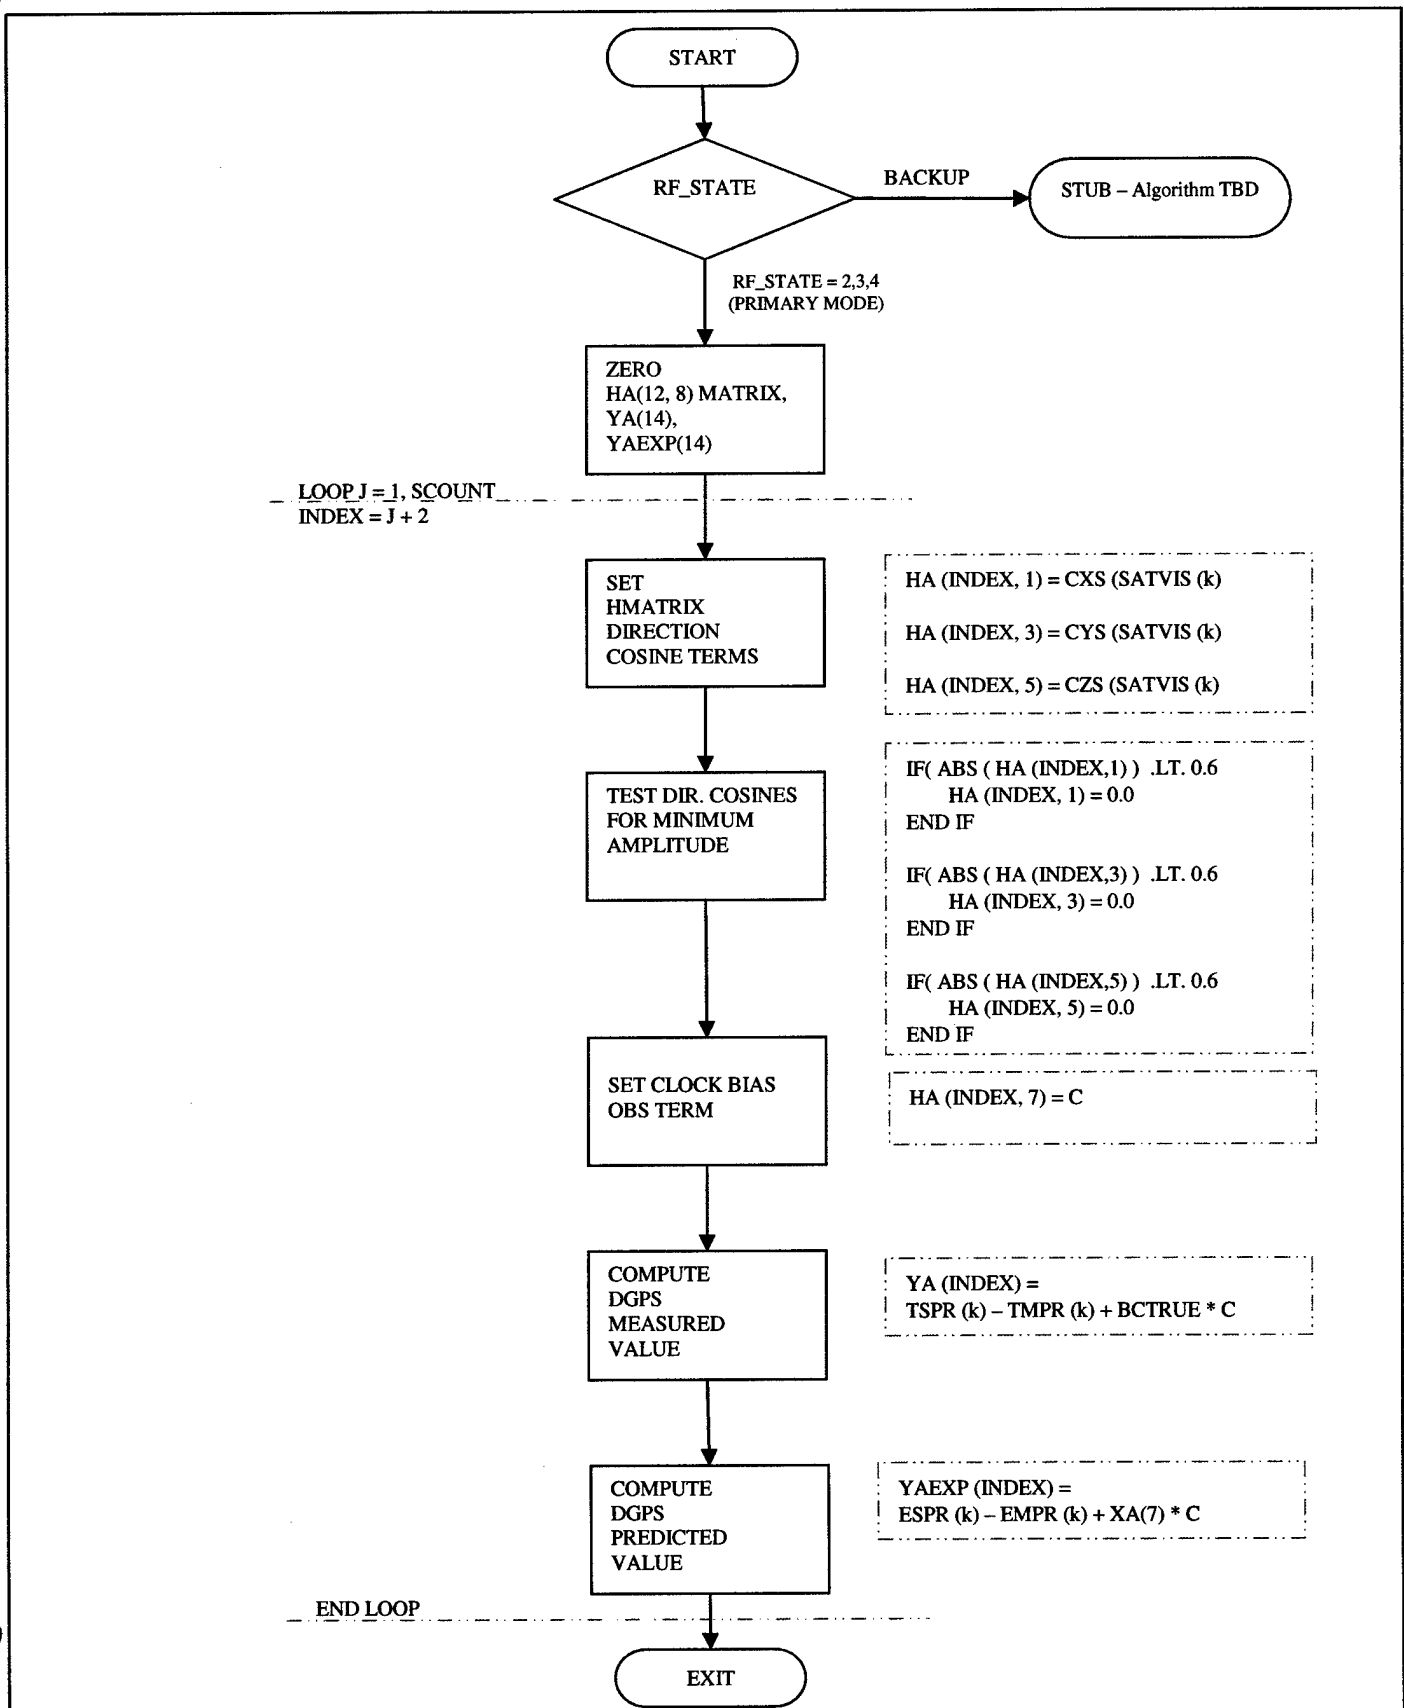 START
RF_STATE
BACKUP
STUB – Algorithm TBD
RF_STATE = 2,3,4
(PRIMARY MODE)
ZERO
HA(12, 8) MATRIX,
YA(14),
YAEXP(14)
LOOP J = 1, SCOUNT
INDEX = J + 2
SET
HMATRIX
DIRECTION
COSINE TERMS
HA (INDEX, 1) = CXS (SATVIS (k)
HA (INDEX, 3) = CYS (SATVIS (k)
HA (INDEX, 5) = CZS (SATVIS (k)
TEST DIR. COSINES
FOR MINIMUM
AMPLITUDE
IF( ABS ( HA (INDEX,1) ) .LT. 0.6
HA (INDEX, 1) = 0.0
END IF
IF( ABS ( HA (INDEX,3) ) .LT. 0.6
HA (INDEX, 3) = 0.0
END IF
IF( ABS ( HA (INDEX,5) ) .LT. 0.6
HA (INDEX, 5) = 0.0
END IF
SET CLOCK BIAS
OBS TERM
HA (INDEX, 7) = C
COMPUTE
DGPS
MEASURED
VALUE
YA (INDEX) =
TSPR (k) – TMPR (k) + BCTRUE * C
COMPUTE
DGPS
PREDICTED
VALUE
YAEXP (INDEX) =
ESPR (k) – EMPR (k) + XA(7) * C
END LOOP
EXIT